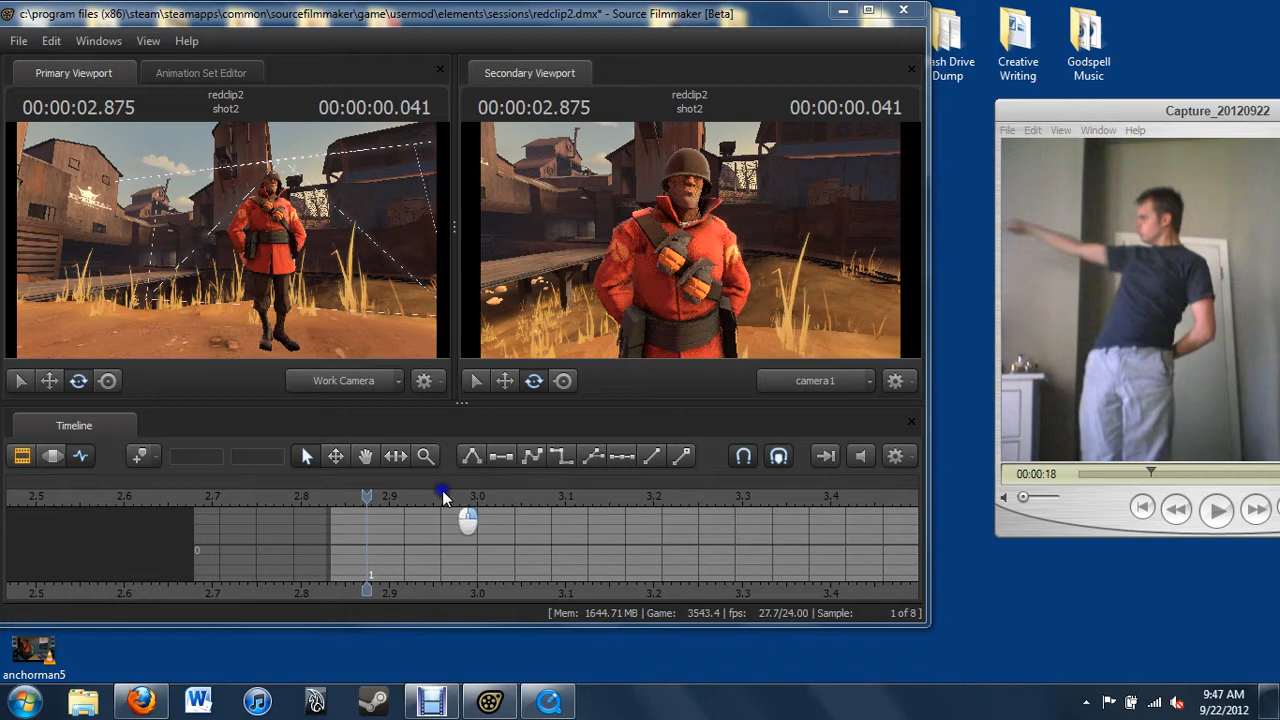 c:\program files (x86)\steam\steamapps\common\sourcefilmmaker\game\usermod\elements\sessions\redclip2.dmx* - Source Filmmaker [Beta]
File Edit Windows View Help
Primary Viewport Animation Set Editor
Secondary Viewport
00:00:02.875 redclip2 shot2 00:00:00.041
00:00:02.875 redclip2 shot2 00:00:00.041
Work Camera
camera1
Timeline
2.5 2.6 2.7 2.8 2.9 3.0 3.1 3.2 3.3 3.4
0
1
2.5 2.6 2.7 2.8 2.9 3.0 3.1 3.2 3.3 3.4
[ Mem: 1644.71 MB | Game: 3543.4 | fps: 27.7/24.00 | Sample: 1 of 8 ]
ash Drive
Dump
Creative
Writing
Godspell
Music
Capture_20120922
File Edit View Window Help
00:00:18
anchorman5
9:47 AM
9/22/2012